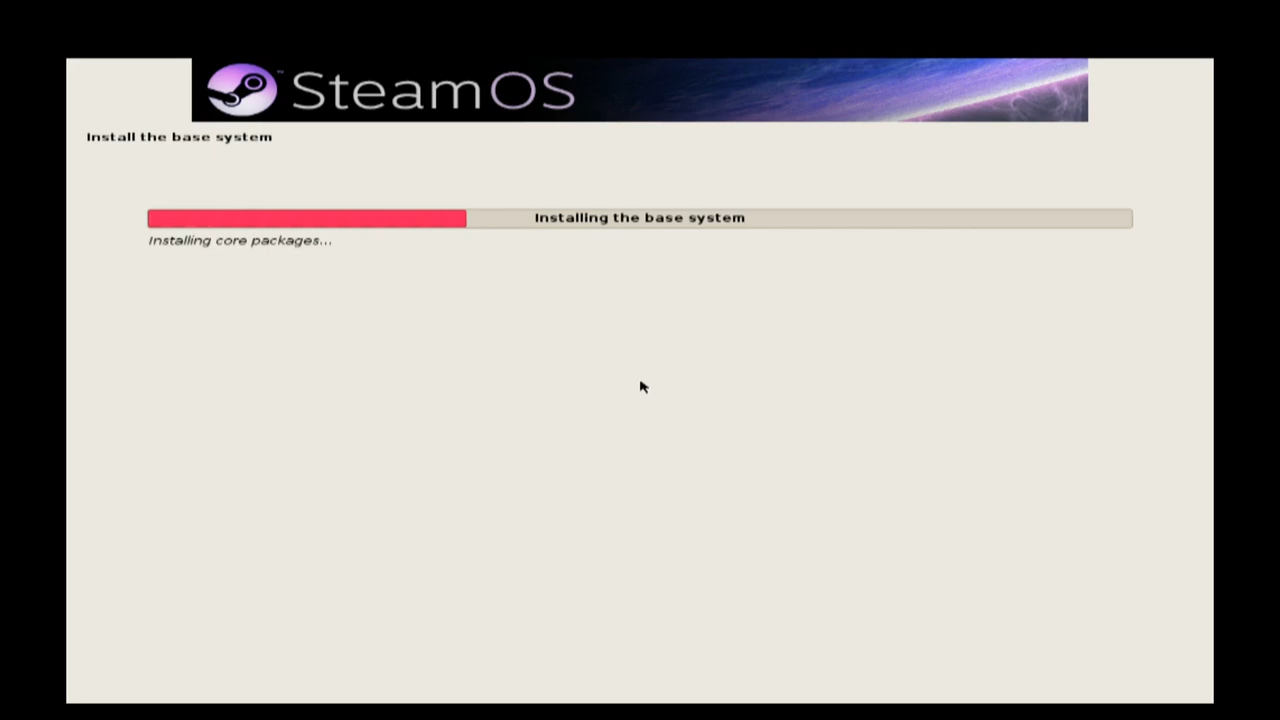 SteamOS
Install the base system
Installing the base system
Installing core packages...